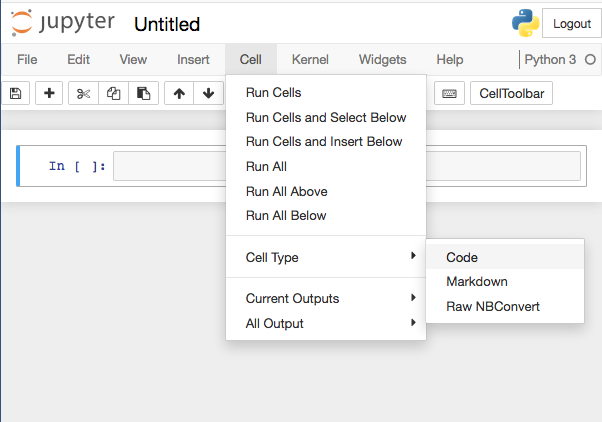 jupyter Untitled Logout
File Edit View Insert Cell Kernel Widgets Help Python 3
CellToolbar
Run Cells
Run Cells and Select Below
Run Cells and Insert Below
Run All
Run All Above
Run All Below
Cell Type
Code
Markdown
Raw NBConvert
Current Outputs
All Output
In [ ]: